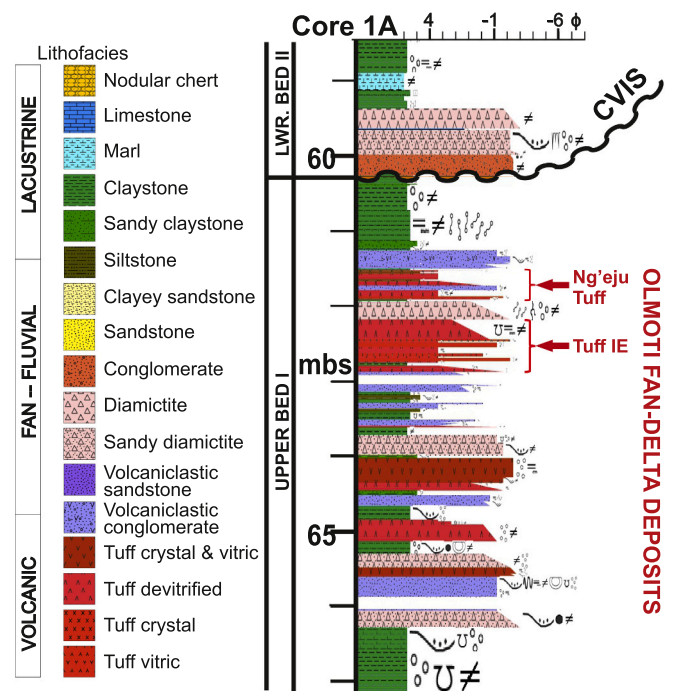 Core 1A
4 -1 -6 ϕ
Lithofacies
LACUSTRINE
FAN – FLUVIAL
VOLCANIC
Nodular chert
Limestone
Marl
Claystone
Sandy claystone
Siltstone
Clayey sandstone
Sandstone
Conglomerate
Diamictite
Sandy diamictite
Volcaniclastic
sandstone
Volcaniclastic
conglomerate
Tuff crystal & vitric
Tuff devitrified
Tuff crystal
Tuff vitric
LWR. BED II
UPPER BED I
60
mbs
65
CVIS
Ng'eju
Tuff
Tuff IE
OLMOTI FAN-DELTA DEPOSITS